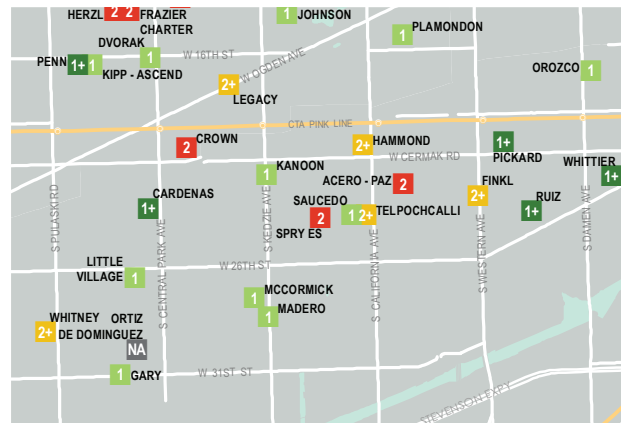 HERZL 2 2 FRAZIER
CHARTER
1 JOHNSON
PLAMONDON
1
DVORAK
1
W 16TH ST
PENN 1+ 1
KIPP - ASCEND
OROZCO 1
W OGDEN AVE
2+
LEGACY
CTA PINK LINE
2 CROWN
2+ HAMMOND
W CERMAK RD
1+
PICKARD
WHITTIER
1+
KANOON
1
ACERO - PAZ 2
FINKL
2+
CARDENAS
1+
SAUCEDO
2
SPRY ES
1 2+ TELPOCHCALLI
RUIZ
1+
S PULASKI RD
S CENTRAL PARK AVE
S KEDZIE AVE
S CALIFORNIA AVE
S WESTERN AVE
S DAMEN AVE
LITTLE
VILLAGE 1
W 26TH ST
MCCORMICK
1
MADERO
1
WHITNEY
2+
ORTIZ
DE DOMINGUEZ
NA
1 GARY
W 31ST ST
STEVENSON EXPY